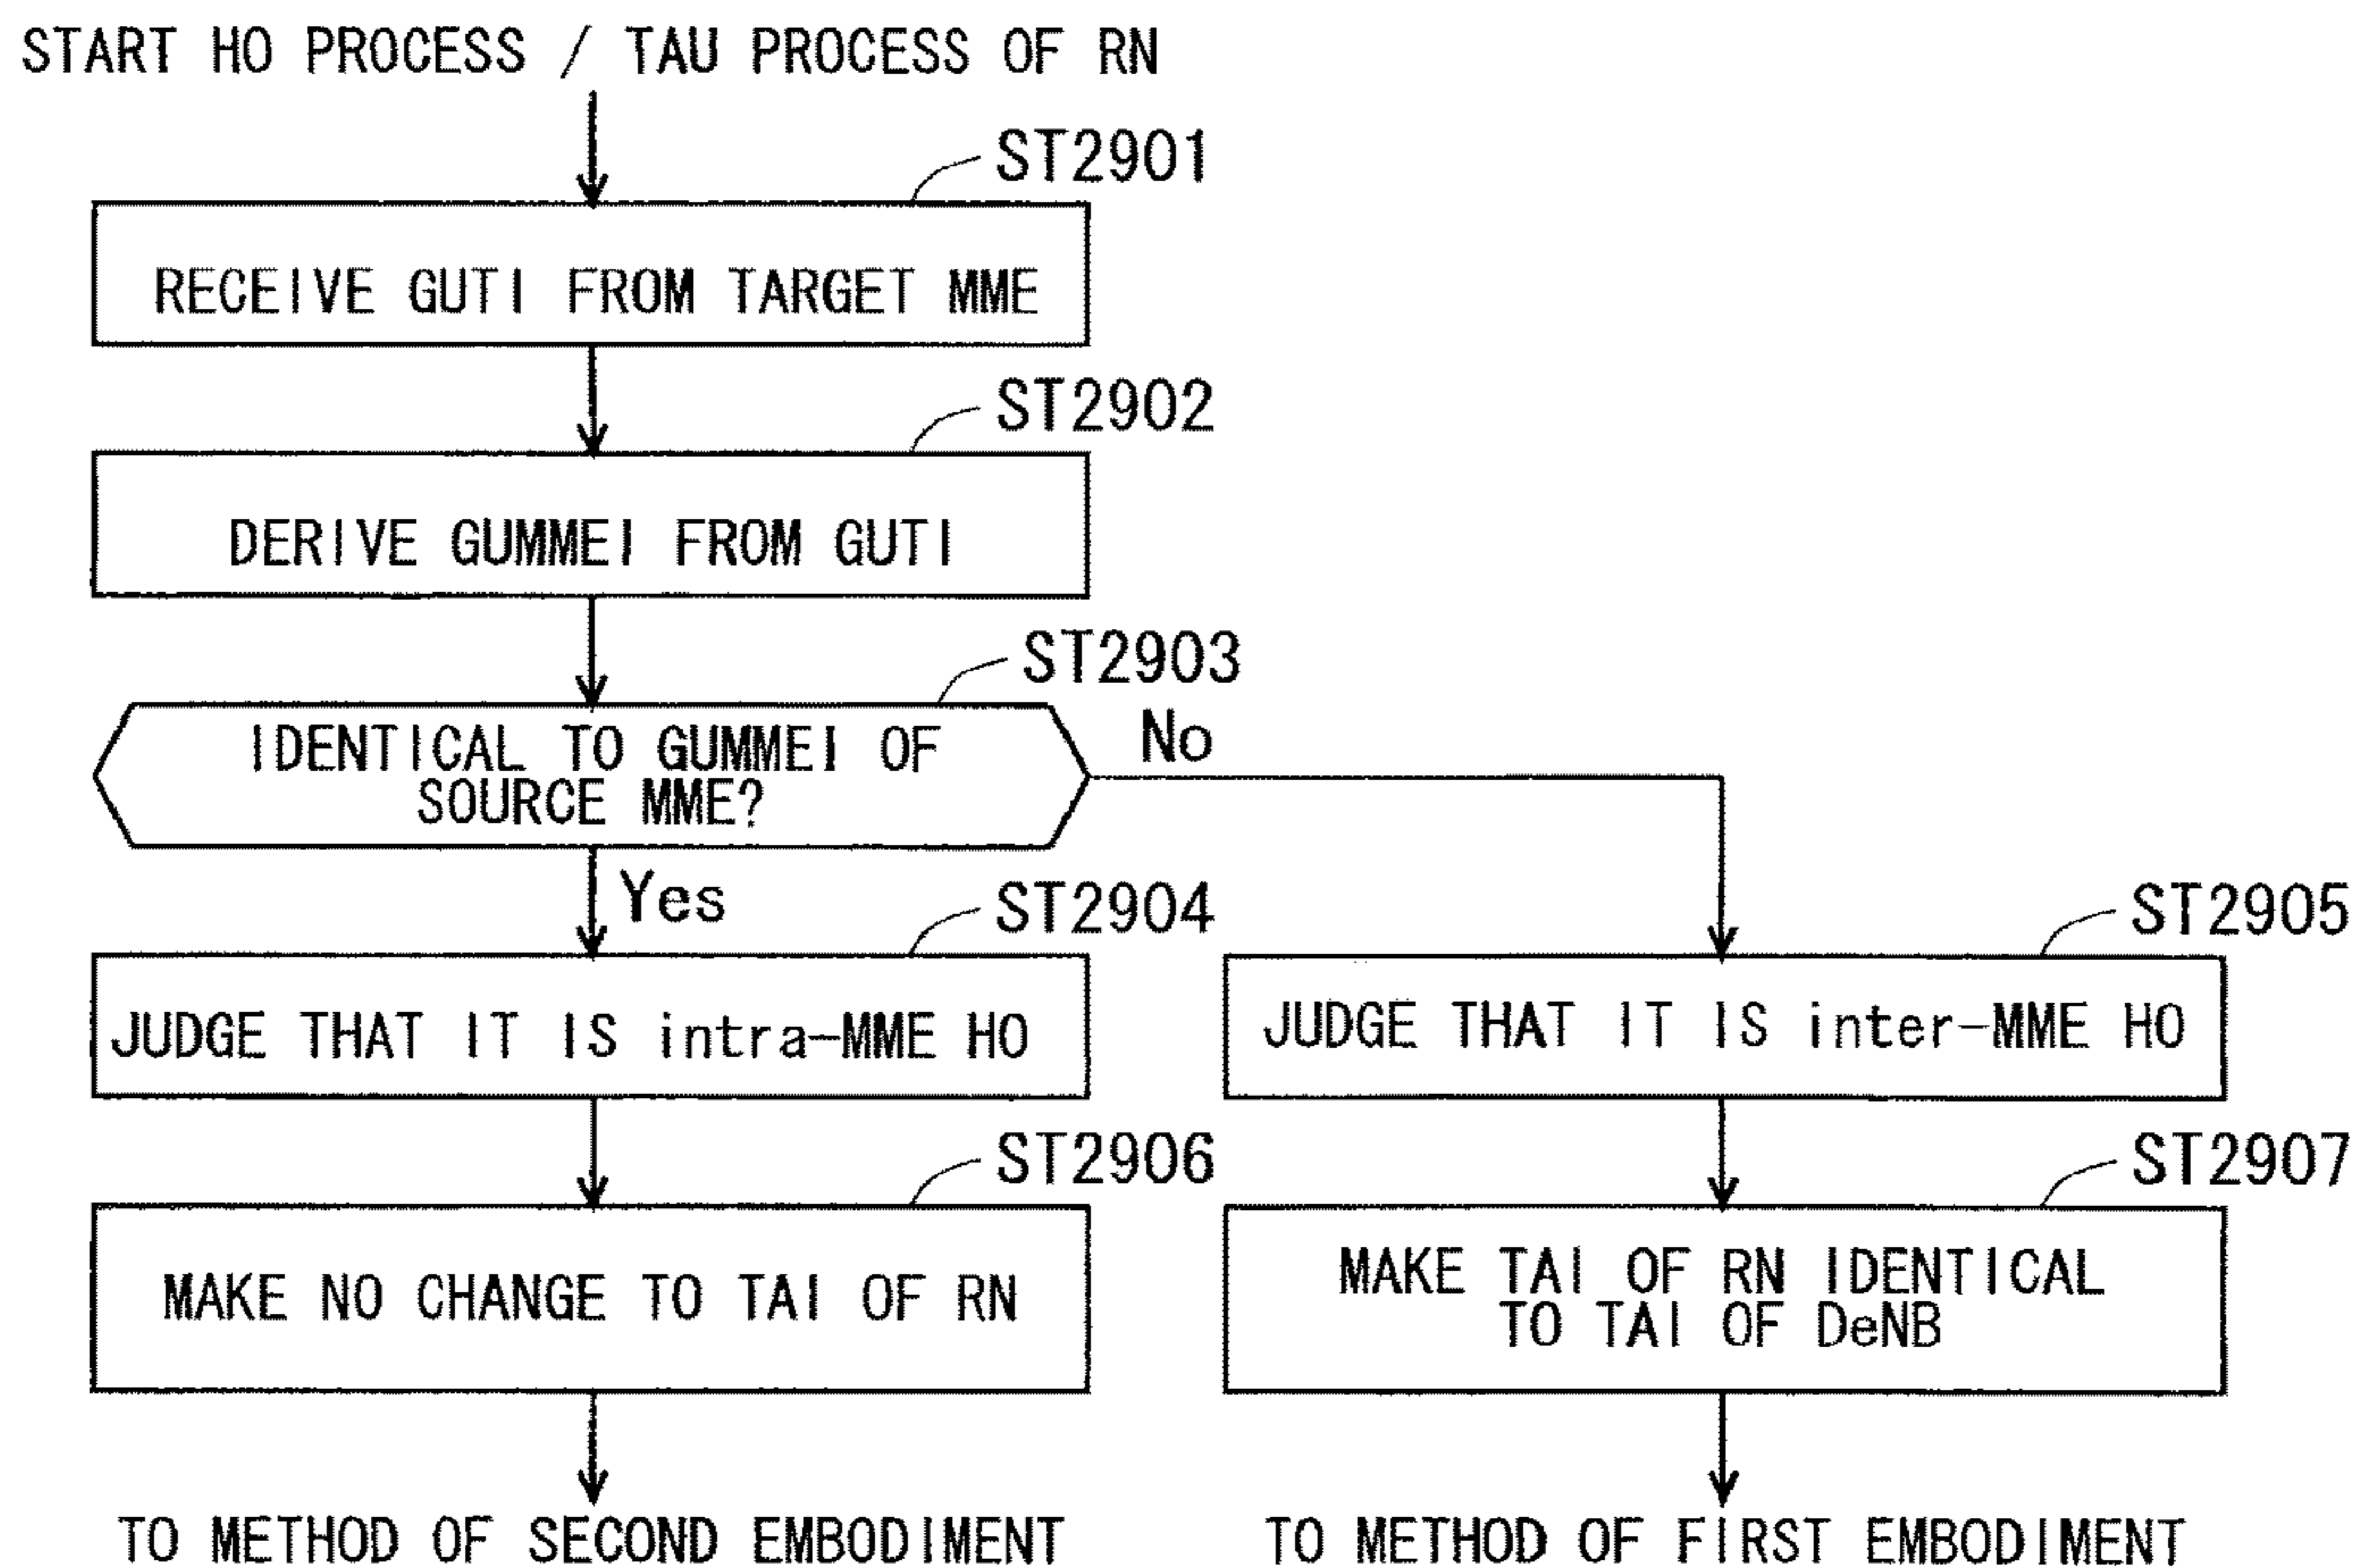 START HO PROCESS / TAU PROCESS OF RN
ST2901
RECEIVE GUTI FROM TARGET MME
ST2902
DERIVE GUMMEI FROM GUTI
ST2903
IDENTICAL TO GUMMEI OF
SOURCE MME?
No
Yes
ST2904
JUDGE THAT IT IS intra-MME HO
ST2905
JUDGE THAT IT IS inter-MME HO
ST2906
MAKE NO CHANGE TO TAI OF RN
ST2907
MAKE TAI OF RN IDENTICAL
TO TAI OF DeNB
TO METHOD OF SECOND EMBODIMENT
TO METHOD OF FIRST EMBODIMENT